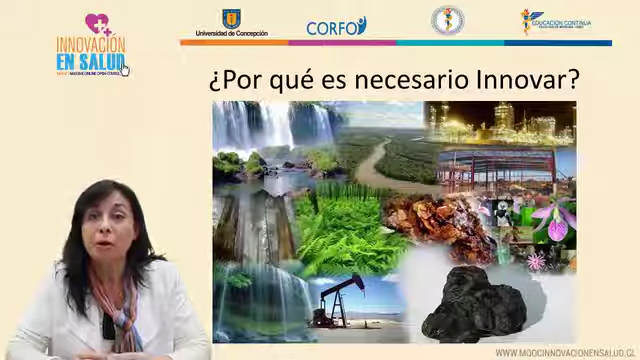 INNOVACIÓN
EN SALUD
Universidad de Concepción
CORFO
EDUCACIÓN CONTINUA
¿Por qué es necesario Innovar?
WWW.MOOCINNOVACIONENSALUD.CL